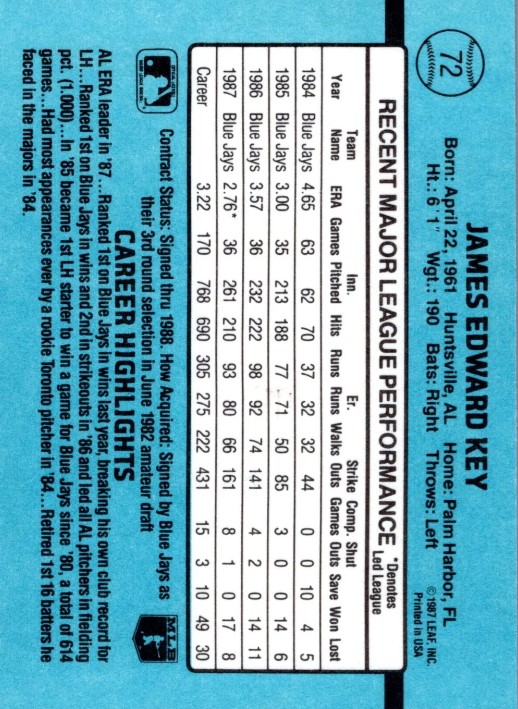 72
JAMES EDWARD KEY
Born: April 22, 1961 Huntsville, AL Home: Palm Harbor, FL
Ht.: 6'1" Wgt.: 190 Bats: Right Throws: Left
© 1987 LEAF, INC.
Printed in USA
RECENT MAJOR LEAGUE PERFORMANCE *Denotes Led League
Team Inn. Er. Strike Comp. Shut
Year Name ERA Games Pitched Hits Runs Runs Walks Outs Games Outs Save Won Lost
1984 Blue Jays 4.65 63 62 70 37 32 32 44 0 0 10 4 5
1985 Blue Jays 3.00 35 213 188 77 71 50 85 3 0 0 14 6
1986 Blue Jays 3.57 36 232 222 98 92 74 141 4 2 0 14 11
1987 Blue Jays 2.76* 36 261 210 93 80 66 161 8 1 0 17 8
Career 3.22 170 768 690 305 275 222 431 15 3 10 49 30
Contract Status: Signed thru 1988. How Acquired: Signed by Blue Jays as
their 3rd round selection in June 1982 amateur draft
MLB
CAREER HIGHLIGHTS
AL ERA leader in '87...Ranked 1st on Blue Jays in wins last year, breaking his own club record for
LH...Ranked 1st on Blue Jays in wins and 2nd in strikeouts in '86 and led all AL pitchers in fielding
pct. (1.000)...In '85 became 1st LH starter to win a game for Blue Jays since '80, a total of 614
games...Had most appearances ever by a rookie Toronto pitcher in '84...Retired 1st 16 batters he
faced in the majors in '84.